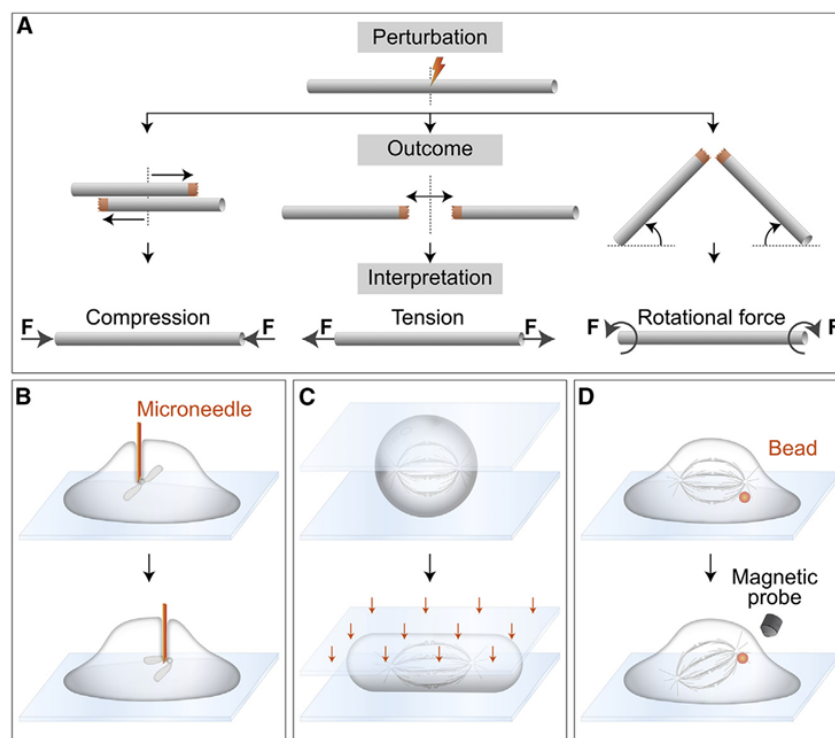 A
Perturbation
Outcome
Interpretation
F
Compression
F
F
Tension
F
F
Rotational force
F
B
Microneedle
C
D
Bead
Magnetic
probe